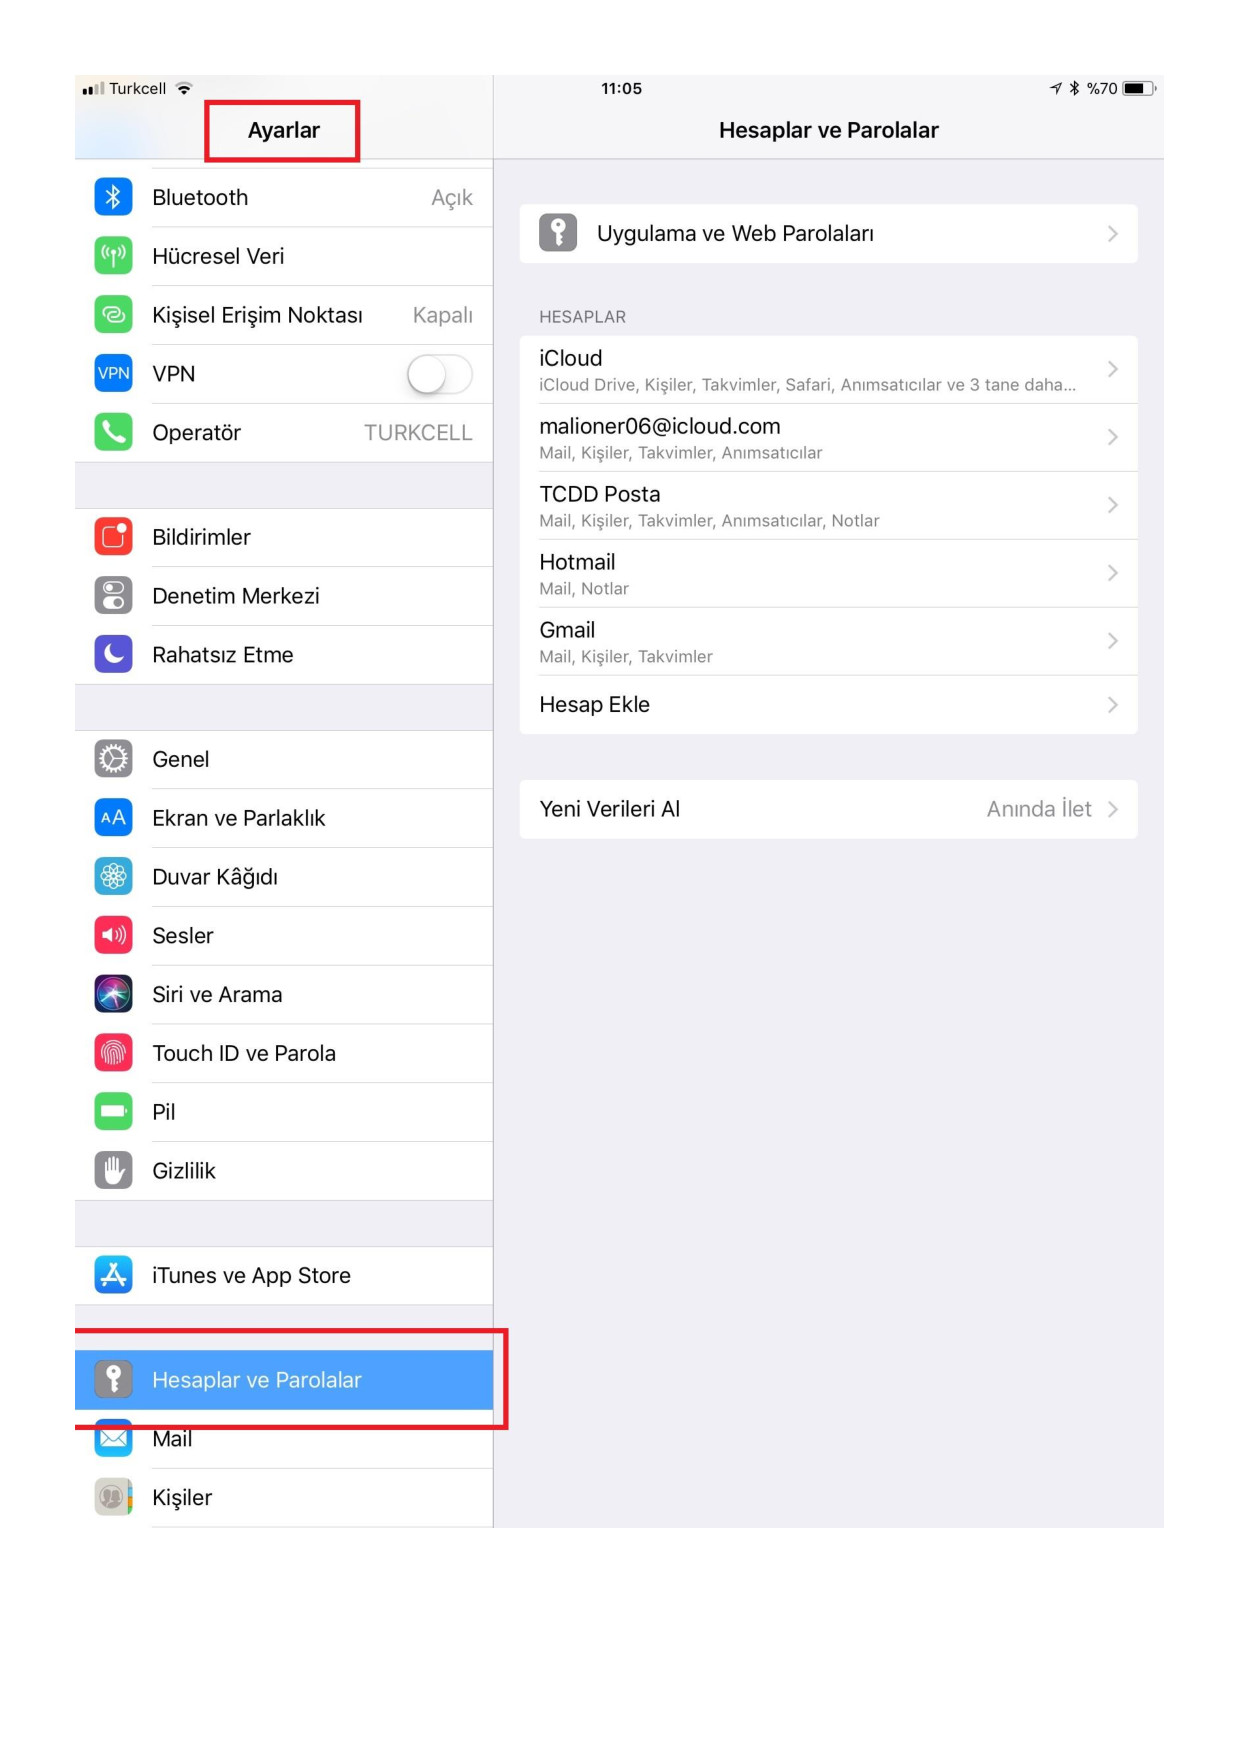 Turkcell
11:05
%70
Ayarlar
Bluetooth Açık
Hücresel Veri
Kişisel Erişim Noktası Kapalı
VPN VPN
Operatör TURKCELL
Bildirimler
Denetim Merkezi
Rahatsız Etme
Genel
AA Ekran ve Parlaklık
Duvar Kâğıdı
Sesler
Siri ve Arama
Touch ID ve Parola
Pil
Gizlilik
iTunes ve App Store
Hesaplar ve Parolalar
Mail
Kişiler
Hesaplar ve Parolalar
Uygulama ve Web Parolaları
HESAPLAR
iCloud
iCloud Drive, Kişiler, Takvimler, Safari, Anımsatıcılar ve 3 tane daha...
malioner06@icloud.com
Mail, Kişiler, Takvimler, Anımsatıcılar
TCDD Posta
Mail, Kişiler, Takvimler, Anımsatıcılar, Notlar
Hotmail
Mail, Notlar
Gmail
Mail, Kişiler, Takvimler
Hesap Ekle
Yeni Verileri Al Anında İlet